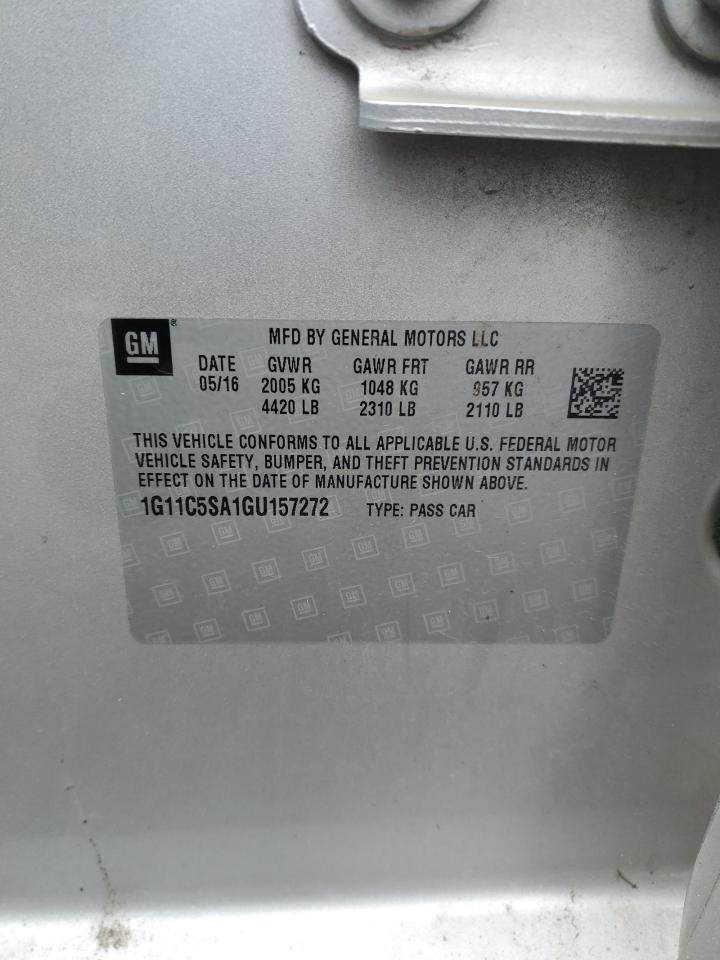 GM®
MFD BY GENERAL MOTORS LLC
DATE GVWR GAWR FRT GAWR RR
05/16 2005 KG 1048 KG 957 KG
4420 LB 2310 LB 2110 LB
THIS VEHICLE CONFORMS TO ALL APPLICABLE U.S. FEDERAL MOTOR
VEHICLE SAFETY, BUMPER, AND THEFT PREVENTION STANDARDS IN
EFFECT ON THE DATE OF MANUFACTURE SHOWN ABOVE.
1G11C5SA1GU157272 TYPE: PASS CAR